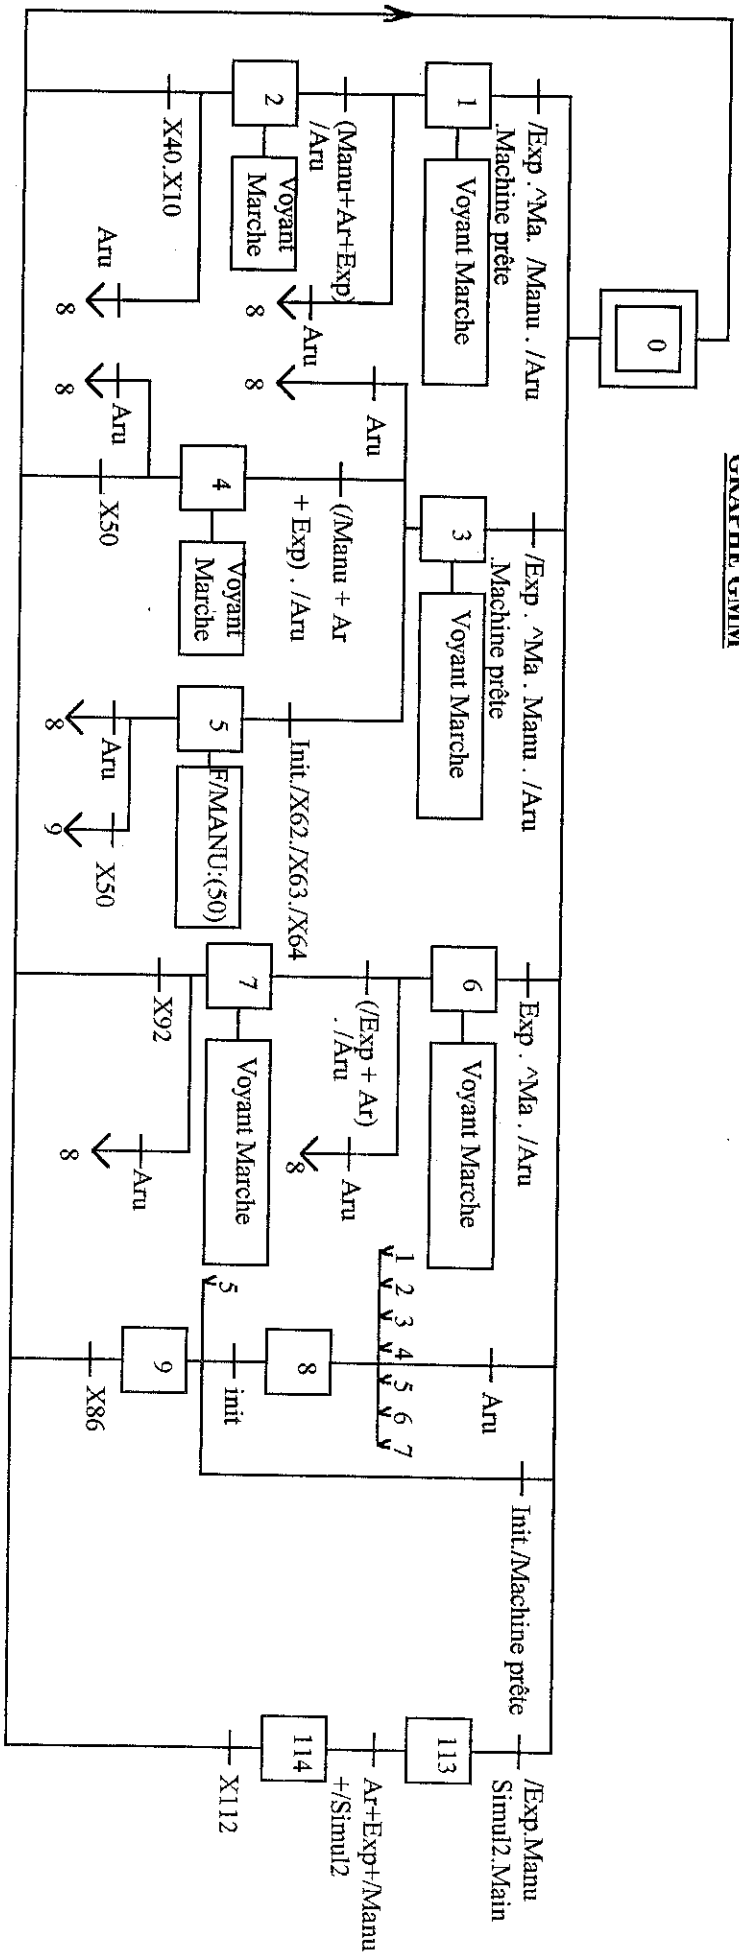 GRAPHE GMM
0
/Exp . ^Ma. /Manu . /Aru
.Machine prête
1
Voyant Marche
(Manu+Ar+Exp)
/Aru
Aru
8
2
Voyant
Marche
X40.X10
Aru
8
/Exp . ^Ma . Manu . /Aru
.Machine prête
3
Voyant Marche
Aru
8
(/Manu + Ar
+ Exp) . /Aru
4
Voyant
Marche
Aru
8
X50
Init./X62./X63./X64
5
F/MANU:(50)
Aru
8
X50
9
Exp . ^Ma . /Aru
6
Voyant Marche
(/Exp + Ar)
. /Aru
Aru
8
7
Voyant Marche
X92
Aru
8
Aru
1 2 3 4 5 6 7
8
init
5
9
X86
Init./Machine prête
/Exp.Manu
Simul2.Main
113
Ar+Exp+/Manu
+/Simul2
114
X112